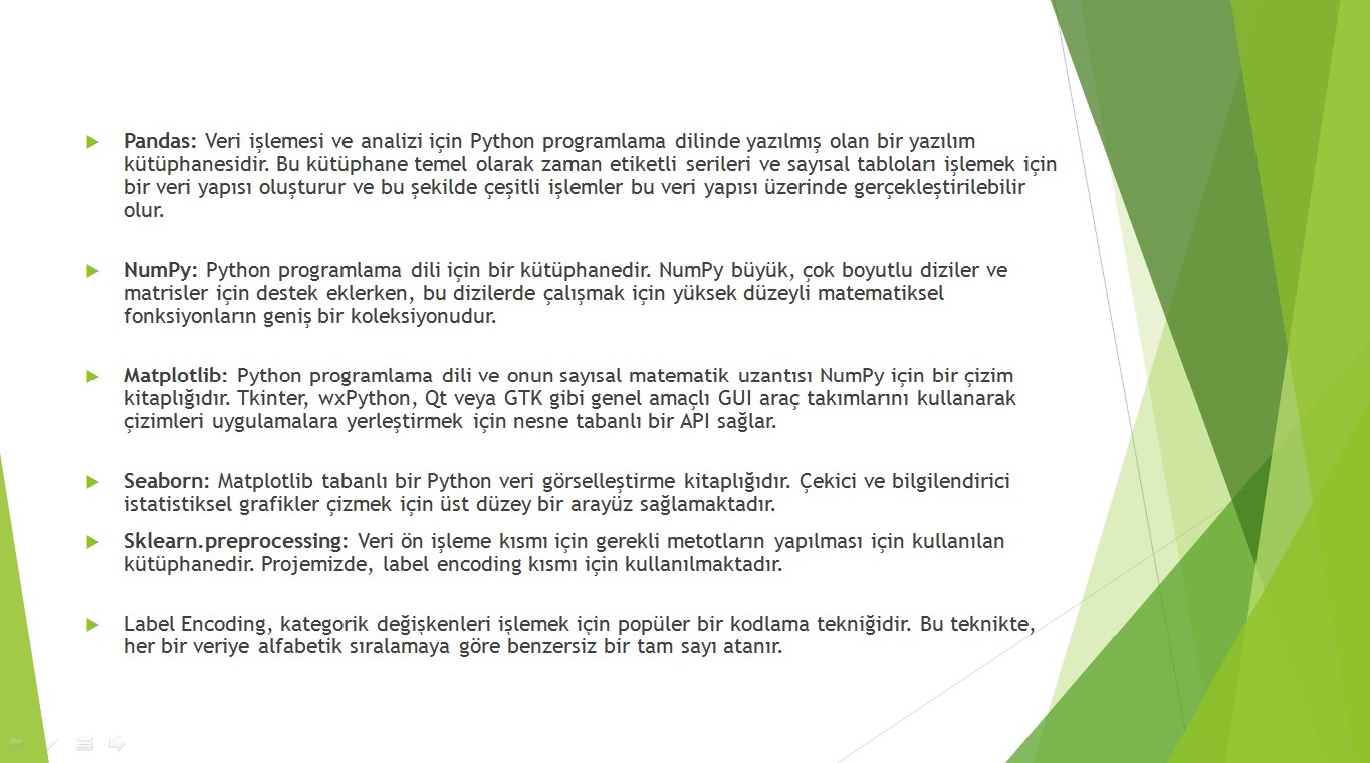 Pandas: Veri işlemesi ve analizi için Python programlama dilinde yazılmış olan bir yazılım
kütüphanesidir. Bu kütüphane temel olarak zaman etiketli serileri ve sayısal tabloları işlemek için
bir veri yapısı oluşturur ve bu şekilde çeşitli işlemler bu veri yapısı üzerinde gerçekleştirilebilir
olur.
NumPy: Python programlama dili için bir kütüphanedir. NumPy büyük, çok boyutlu diziler ve
matrisler için destek eklerken, bu dizilerde çalışmak için yüksek düzeyli matematiksel
fonksiyonların geniş bir koleksiyonudur.
Matplotlib: Python programlama dili ve onun sayısal matematik uzantısı NumPy için bir çizim
kitaplığıdır. Tkinter, wxPython, Qt veya GTK gibi genel amaçlı GUI araç takımlarını kullanarak
çizimleri uygulamalara yerleştirmek için nesne tabanlı bir API sağlar.
Seaborn: Matplotlib tabanlı bir Python veri görselleştirme kitaplığıdır. Çekici ve bilgilendirici
istatistiksel grafikler çizmek için üst düzey bir arayüz sağlamaktadır.
Sklearn.preprocessing: Veri ön işleme kısmı için gerekli metotların yapılması için kullanılan
kütüphanedir. Projemizde, label encoding kısmı için kullanılmaktadır.
Label Encoding, kategorik değişkenleri işlemek için popüler bir kodlama tekniğidir. Bu teknikte,
her bir veriye alfabetik sıralamaya göre benzersiz bir tam sayı atanır.